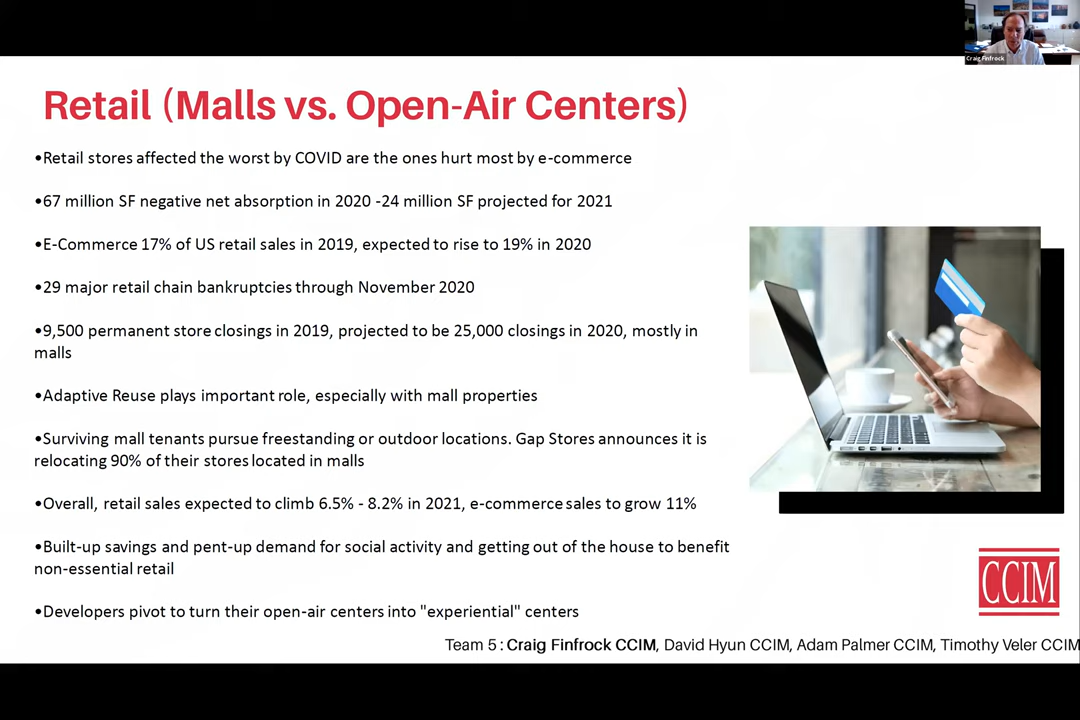 Craig Finfrock
Retail (Malls vs. Open-Air Centers)
•Retail stores affected the worst by COVID are the ones hurt most by e-commerce
•67 million SF negative net absorption in 2020 -24 million SF projected for 2021
•E-Commerce 17% of US retail sales in 2019, expected to rise to 19% in 2020
•29 major retail chain bankruptcies through November 2020
•9,500 permanent store closings in 2019, projected to be 25,000 closings in 2020, mostly in
malls
•Adaptive Reuse plays important role, especially with mall properties
•Surviving mall tenants pursue freestanding or outdoor locations. Gap Stores announces it is
relocating 90% of their stores located in malls
•Overall, retail sales expected to climb 6.5% - 8.2% in 2021, e-commerce sales to grow 11%
•Built-up savings and pent-up demand for social activity and getting out of the house to benefit
non-essential retail
•Developers pivot to turn their open-air centers into "experiential" centers
CCIM
Team 5 : Craig Finfrock CCIM, David Hyun CCIM, Adam Palmer CCIM, Timothy Veler CCIM